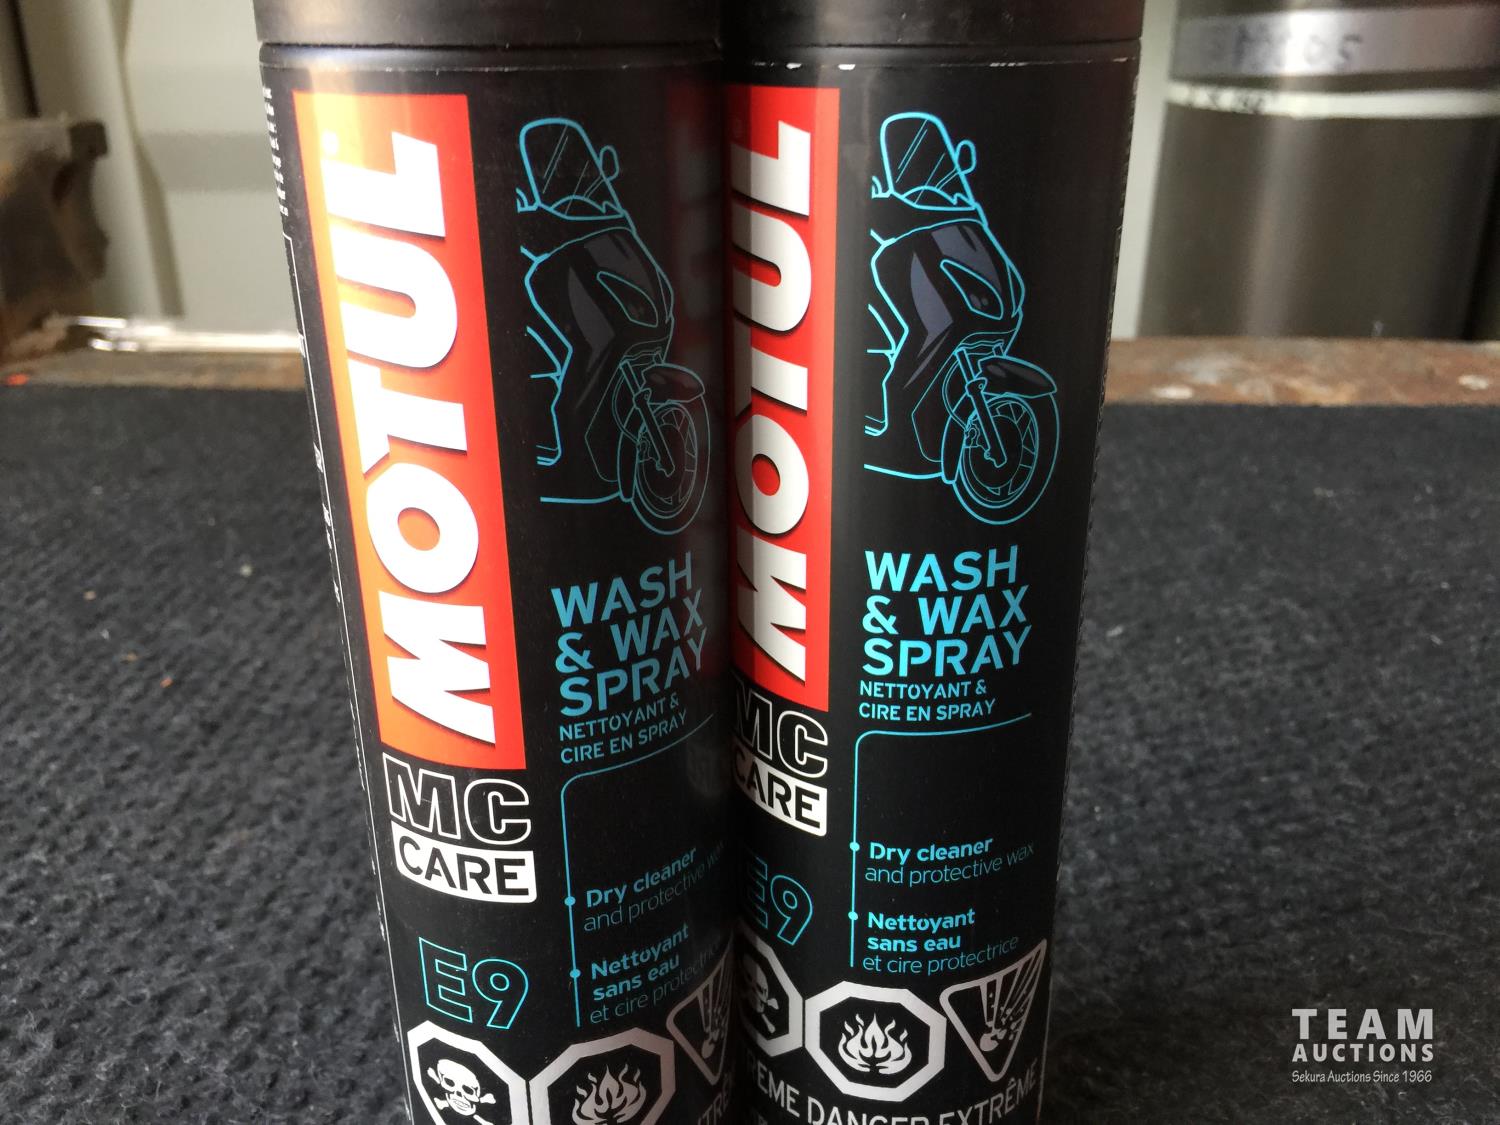 MOTUL
MC
CARE
E9
WASH
& WAX
SPRAY
NETTOYANT &
CIRE EN SPRAY
Dry cleaner
and protective wax
Nettoyant
sans eau
et cire protectrice
MOTUL
MC
CARE
E9
WASH
& WAX
SPRAY
NETTOYANT &
CIRE EN SPRAY
Dry cleaner
and protective wax
Nettoyant
sans eau
et cire protectrice
DANGER EXTRÊME
TEAM
AUCTIONS
Sekura Auctions Since 1966